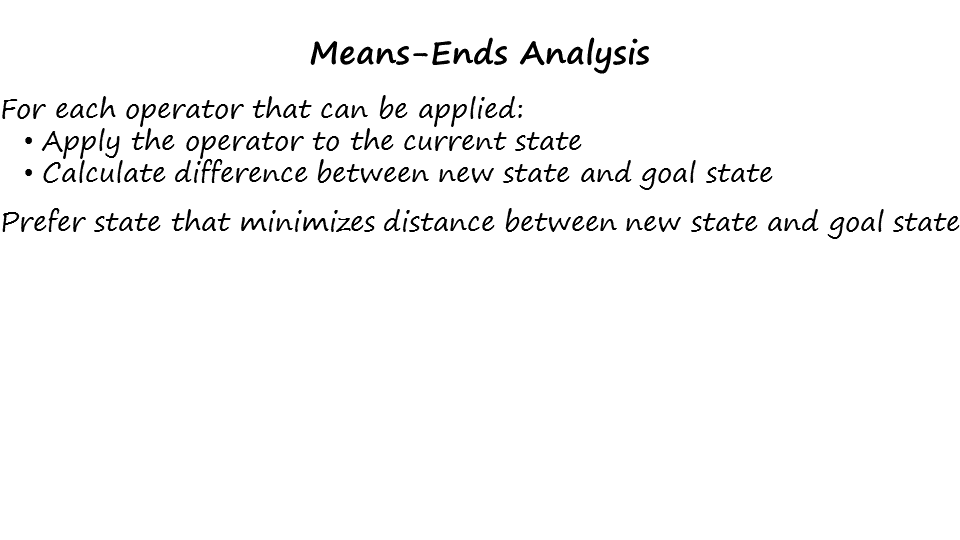 Means-Ends Analysis
For each operator that can be applied:
• Apply the operator to the current state
• Calculate difference between new state and goal state
Prefer state that minimizes distance between new state and goal state